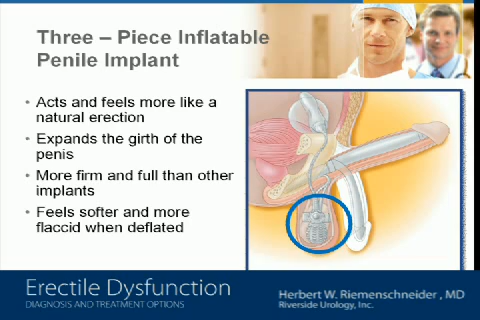 Three – Piece Inflatable
Penile Implant
• Acts and feels more like a
natural erection
• Expands the girth of the
penis
• More firm and full than other
implants
• Feels softer and more
flaccid when deflated
Erectile Dysfunction
DIAGNOSIS AND TREATMENT OPTIONS
Herbert W. Riemenschneider , MD
Riverside Urology, Inc.